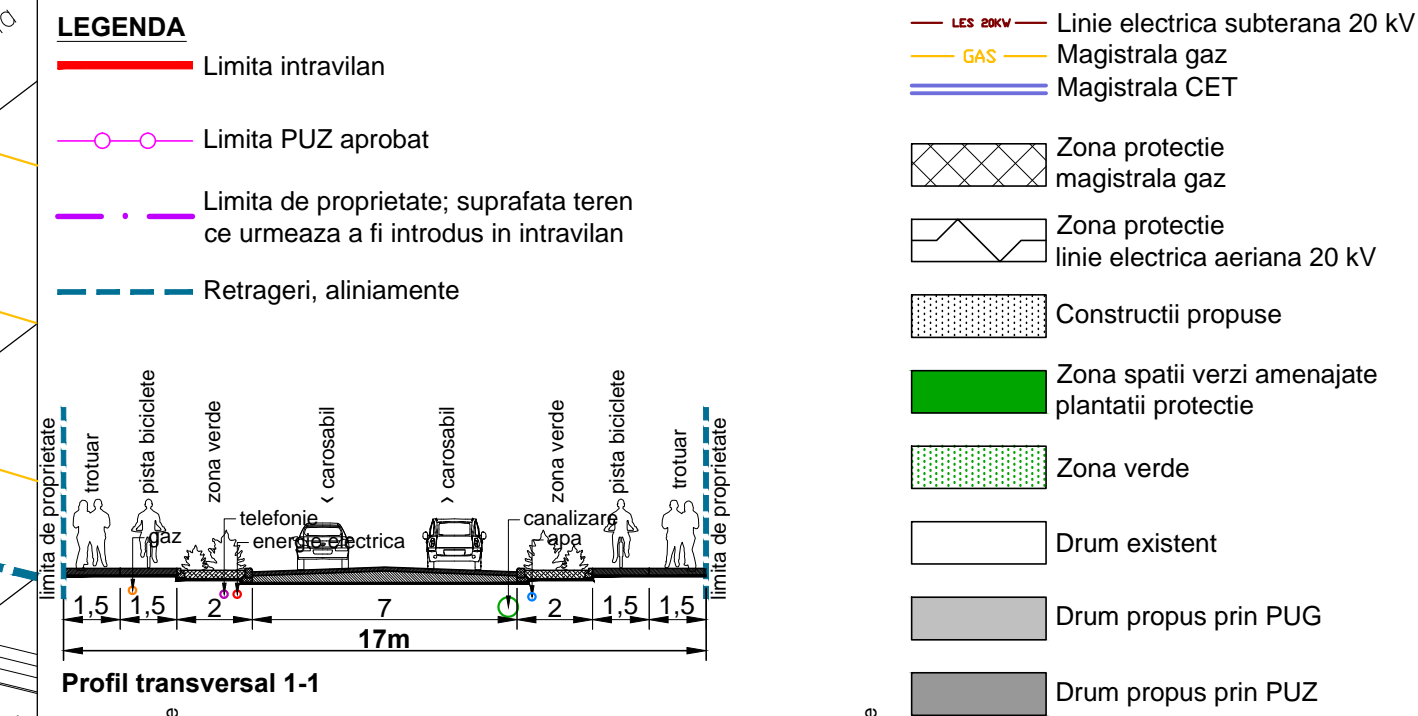 LEGENDA
Limita intravilan
Limita PUZ aprobat
Limita de proprietate; suprafata teren
ce urmeaza a fi introdus in intravilan
Retrageri, aliniamente
limita de proprietate
trotuar
pista biciclete
zona verde
< carosabil
> carosabil
zona verde
pista biciclete
trotuar
limita de proprietate
gaz
telefonie
energie electrica
canalizare
apa
1,5 1,5 2 7 2 1,5 1,5
17m
Profil transversal 1-1
LES 20KW
Linie electrica subterana 20 kV
GAS
Magistrala gaz
Magistrala CET
Zona protectie
magistrala gaz
Zona protectie
linie electrica aeriana 20 kV
Constructii propuse
Zona spatii verzi amenajate
plantatii protectie
Zona verde
Drum existent
Drum propus prin PUG
Drum propus prin PUZ